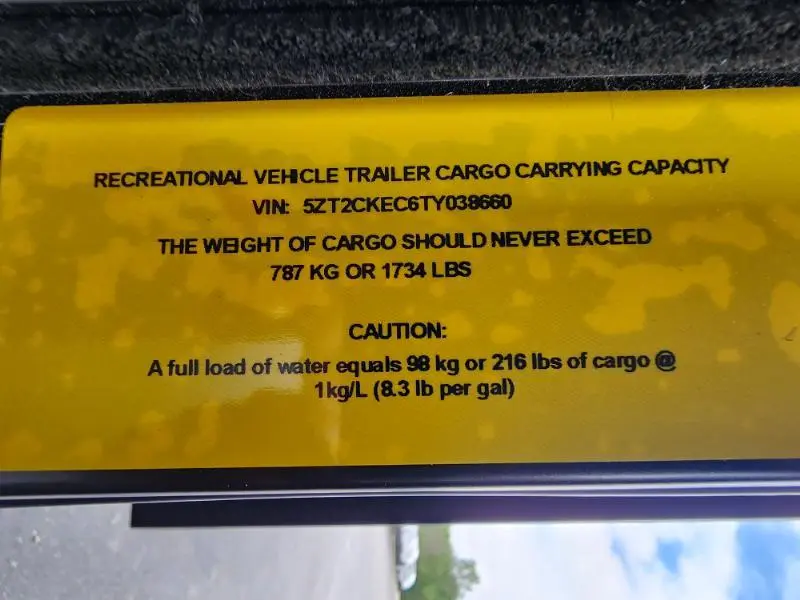 RECREATIONAL VEHICLE TRAILER CARGO CARRYING CAPACITY
VIN: 5ZT2CKEC6TY038660
THE WEIGHT OF CARGO SHOULD NEVER EXCEED
787 KG OR 1734 LBS
CAUTION:
A full load of water equals 98 kg or 216 lbs of cargo @
1kg/L (8.3 lb per gal)